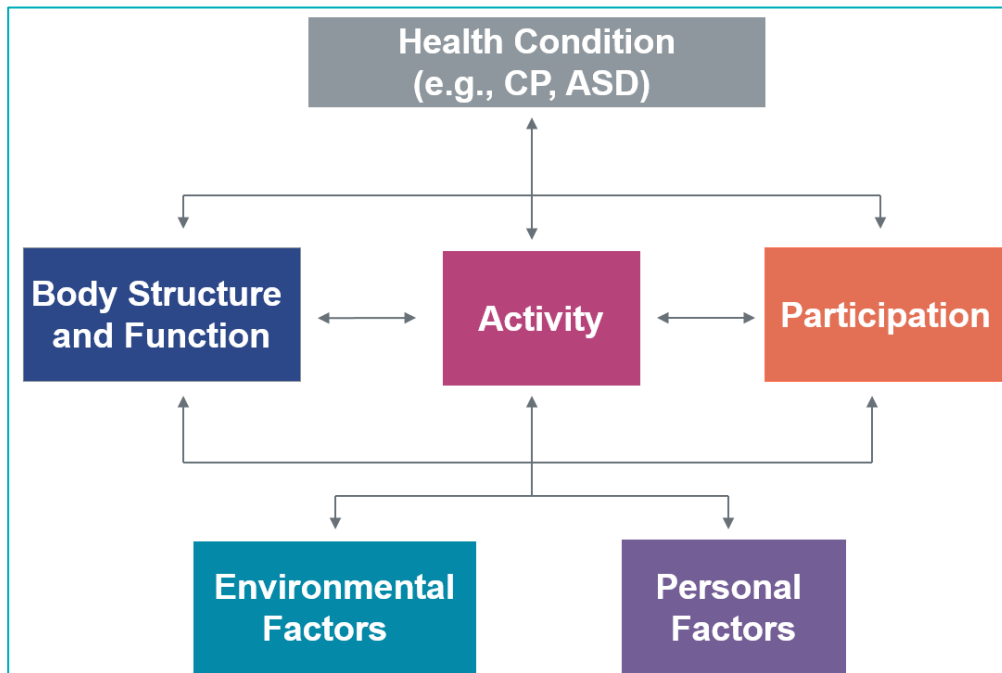 Health Condition
(e.g., CP, ASD)
Body Structure
and Function
Activity
Participation
Environmental
Factors
Personal
Factors